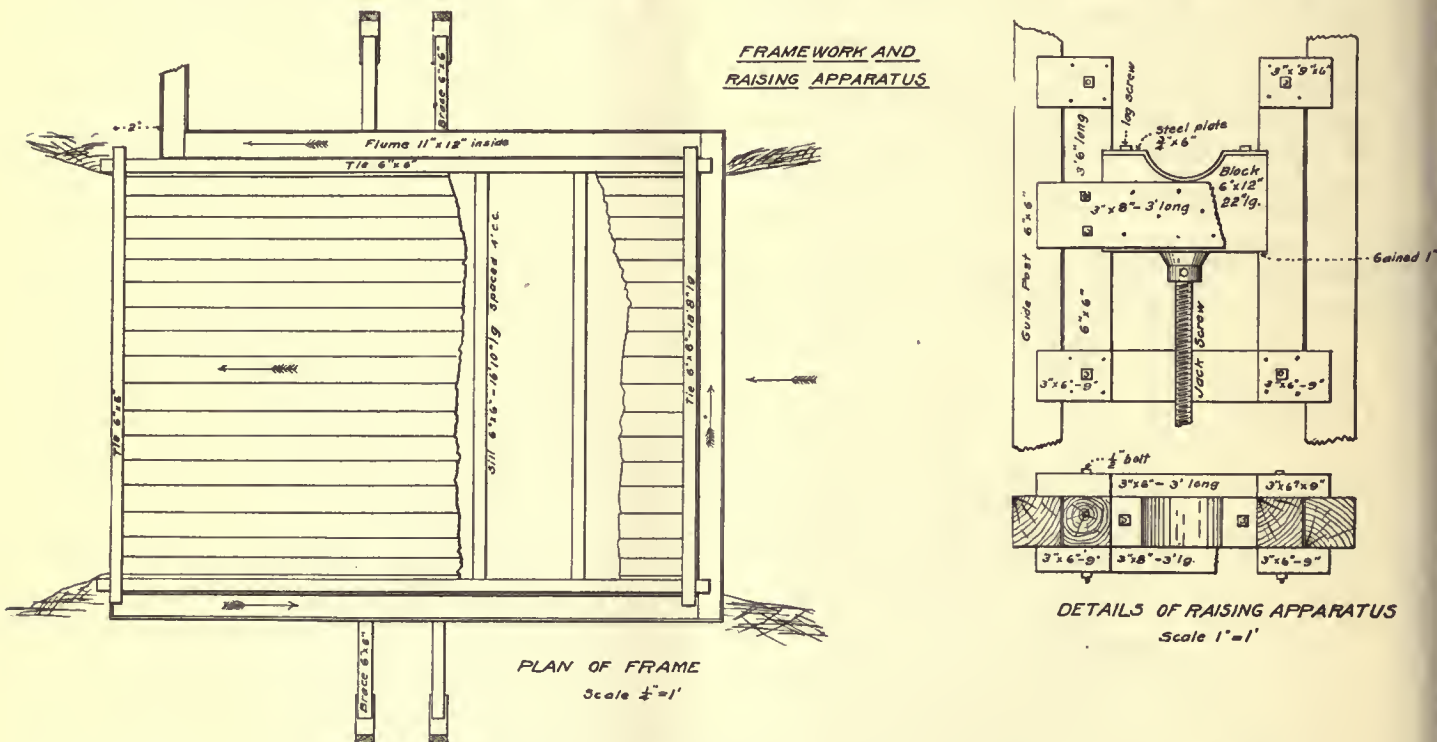 FRAMEWORK AND
RAISING APPARATUS
Brace 6"x6"
2'
Flume 11"x12" inside
Tie 6"x6"
Tie 6"x6"
Sill 6"x6"-16'10"lg spaced 4'c.c.
Tie 6"x6"-18'8"lg
Brace 6"x6"
PLAN OF FRAME
Scale ¼"=1'
lag screw
Steel plate
¾"x6"
3"x9"x6"
3'6"long
Block
6"x12"
22"lg.
3"x8"-3'long
Guide Post 6"x6"
Gained 1"
6"x6"
Jack Screw
3"x6"-9"
3"x6"-9"
½"bolt
3"x6"-3' long
3"x6"x9"
3"x6"-9"
3"x8"-3'lg.
3"x6"-9"
DETAILS OF RAISING APPARATUS
Scale 1"=1'